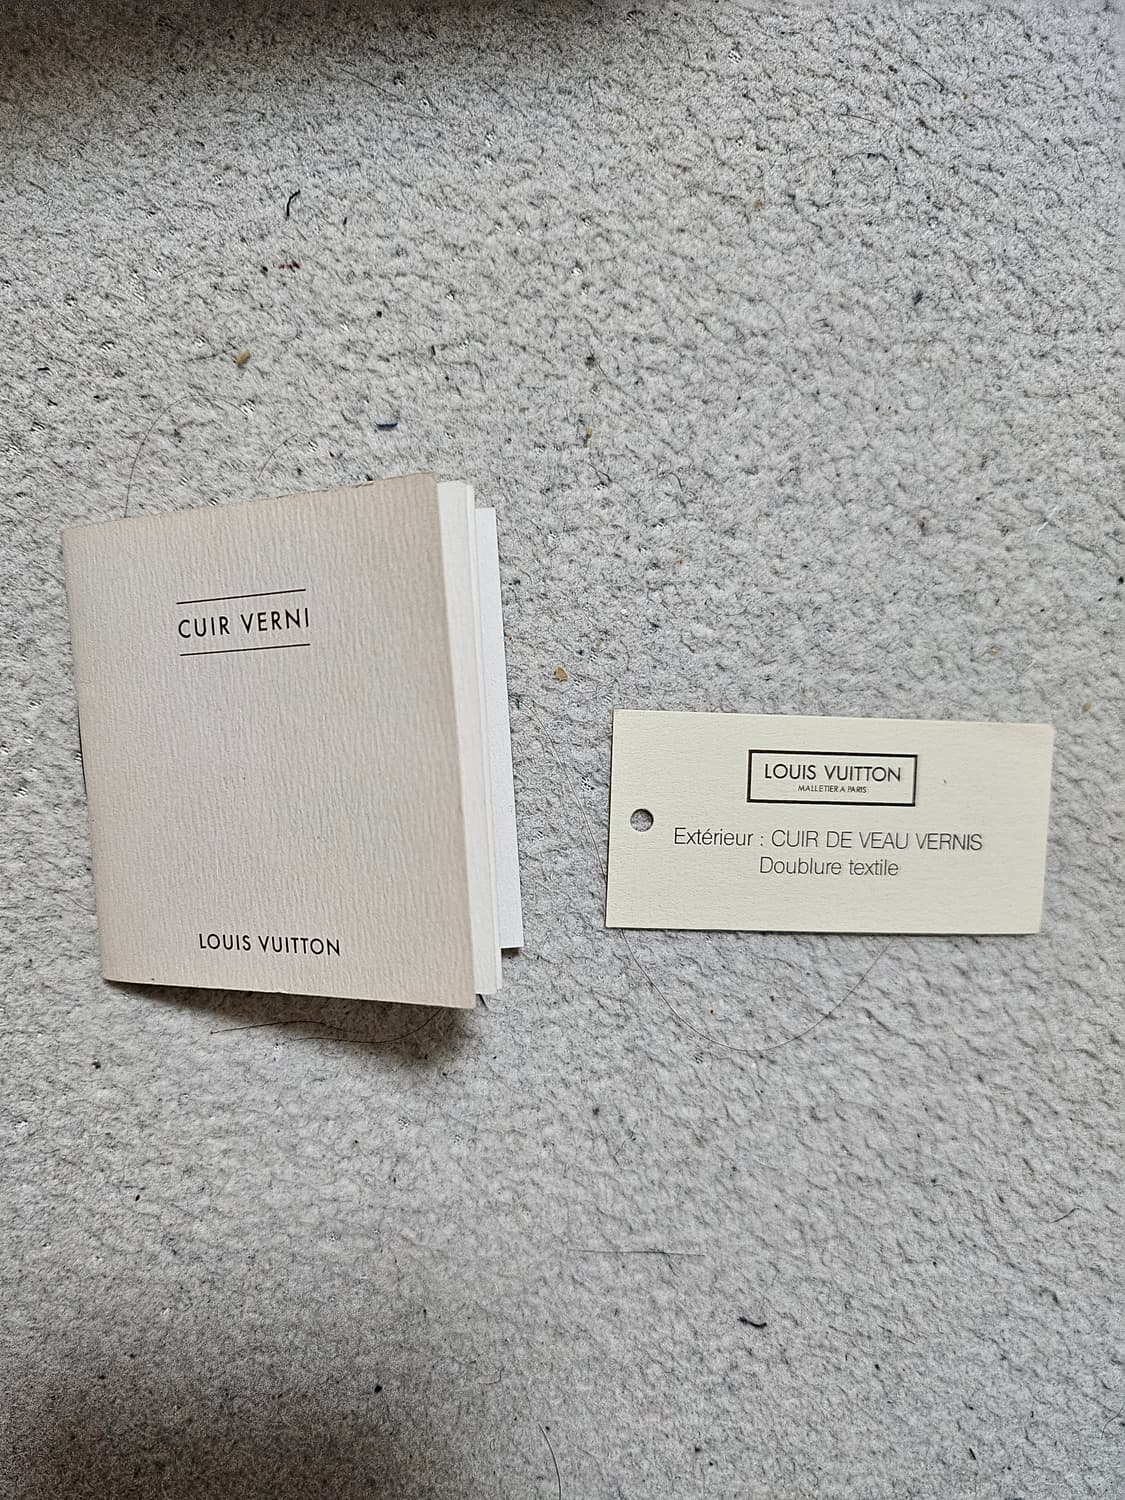 CUIR VERNI
LOUIS VUITTON
LOUIS VUITTON
MALLETIER A PARIS
Extérieur : CUIR DE VEAU VERNIS
Doublure textile